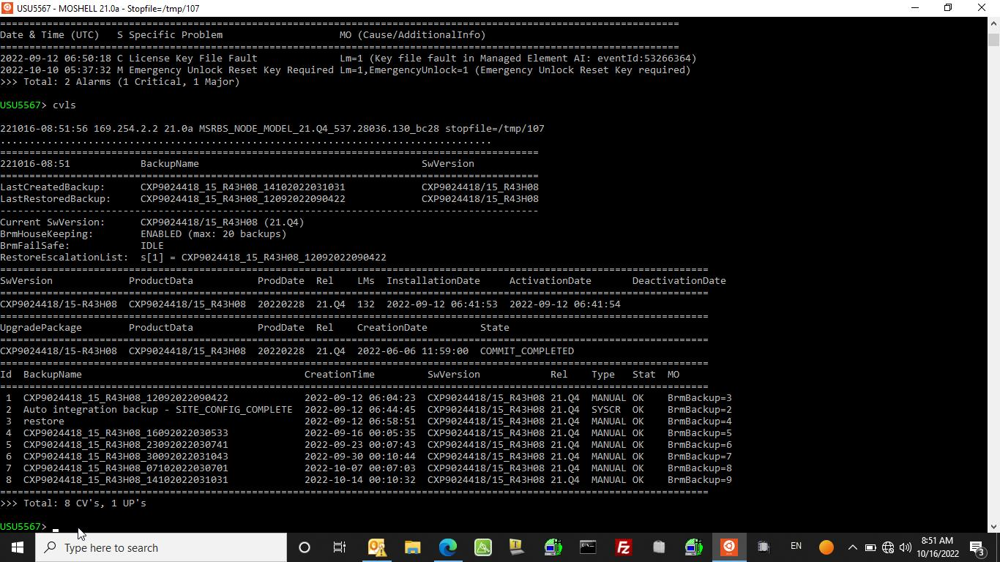 USU5567 - MOSHELL 21.0a - Stopfile=/tmp/107
====================================================================================================================
Date & Time (UTC)   S Specific Problem                    MO (Cause/AdditionalInfo)
====================================================================================================================
2022-09-12 06:50:18 C License Key File Fault              Lm=1 (Key file fault in Managed Element AI: eventId:53266364)
2022-10-10 05:37:32 M Emergency Unlock Reset Key Required Lm=1,EmergencyUnlock=1 (Emergency Unlock Reset Key required)
>>> Total: 2 Alarms (1 Critical, 1 Major)
USU5567> cvls
221016-08:51:56 169.254.2.2 21.0a MSRBS_NODE_MODEL_21.Q4_537.28036.130_bc28 stopfile=/tmp/107
....................................................................................
============================================================================================
221016-08:51            BackupName                                      SwVersion
============================================================================================
LastCreatedBackup:      CXP9024418_15_R43H08_14102022031031             CXP9024418/15_R43H08
LastRestoredBackup:     CXP9024418_15_R43H08_12092022090422             CXP9024418/15_R43H08
--------------------------------------------------------------------------------------------
Current SwVersion:      CXP9024418/15_R43H08 (21.Q4)
BrmHouseKeeping:        ENABLED (max: 20 backups)
BrmFailSafe:            IDLE
RestoreEscalationList:  s[1] = CXP9024418_15_R43H08_12092022090422
=========================================================================================================================
SwVersion             ProductData           ProdDate  Rel    LMs  InstallationDate     ActivationDate       DeactivationDate
=========================================================================================================================
CXP9024418/15-R43H08  CXP9024418/15_R43H08  20220228  21.Q4  132  2022-09-12 06:41:53  2022-09-12 06:41:54
=========================================================================================================================
UpgradePackage        ProductData           ProdDate  Rel    CreationDate         State
=========================================================================================================================
CXP9024418/15-R43H08  CXP9024418/15_R43H08  20220228  21.Q4  2022-06-06 11:59:00  COMMIT_COMPLETED
=========================================================================================================================
Id  BackupName                                      CreationTime         SwVersion            Rel    Type   Stat  MO
=========================================================================================================================
1  CXP9024418_15_R43H08_12092022090422             2022-09-12 06:04:23  CXP9024418/15_R43H08 21.Q4  MANUAL OK    BrmBackup=3
2  Auto integration backup - SITE_CONFIG_COMPLETE  2022-09-12 06:44:45  CXP9024418/15_R43H08 21.Q4  SYSCR  OK    BrmBackup=2
3  restore                                         2022-09-12 06:58:51  CXP9024418/15_R43H08 21.Q4  MANUAL OK    BrmBackup=4
4  CXP9024418_15_R43H08_16092022030533             2022-09-16 00:05:35  CXP9024418/15_R43H08 21.Q4  MANUAL OK    BrmBackup=5
5  CXP9024418_15_R43H08_23092022030741             2022-09-23 00:07:43  CXP9024418/15_R43H08 21.Q4  MANUAL OK    BrmBackup=6
6  CXP9024418_15_R43H08_30092022031043             2022-09-30 00:10:44  CXP9024418/15_R43H08 21.Q4  MANUAL OK    BrmBackup=7
7  CXP9024418_15_R43H08_07102022030701             2022-10-07 00:07:03  CXP9024418/15_R43H08 21.Q4  MANUAL OK    BrmBackup=8
8  CXP9024418_15_R43H08_14102022031031             2022-10-14 00:10:32  CXP9024418/15_R43H08 21.Q4  MANUAL OK    BrmBackup=9
=========================================================================================================================
>>> Total: 8 CV's, 1 UP's
USU5567>
Type here to search
EN
8:51 AM
10/16/2022
3